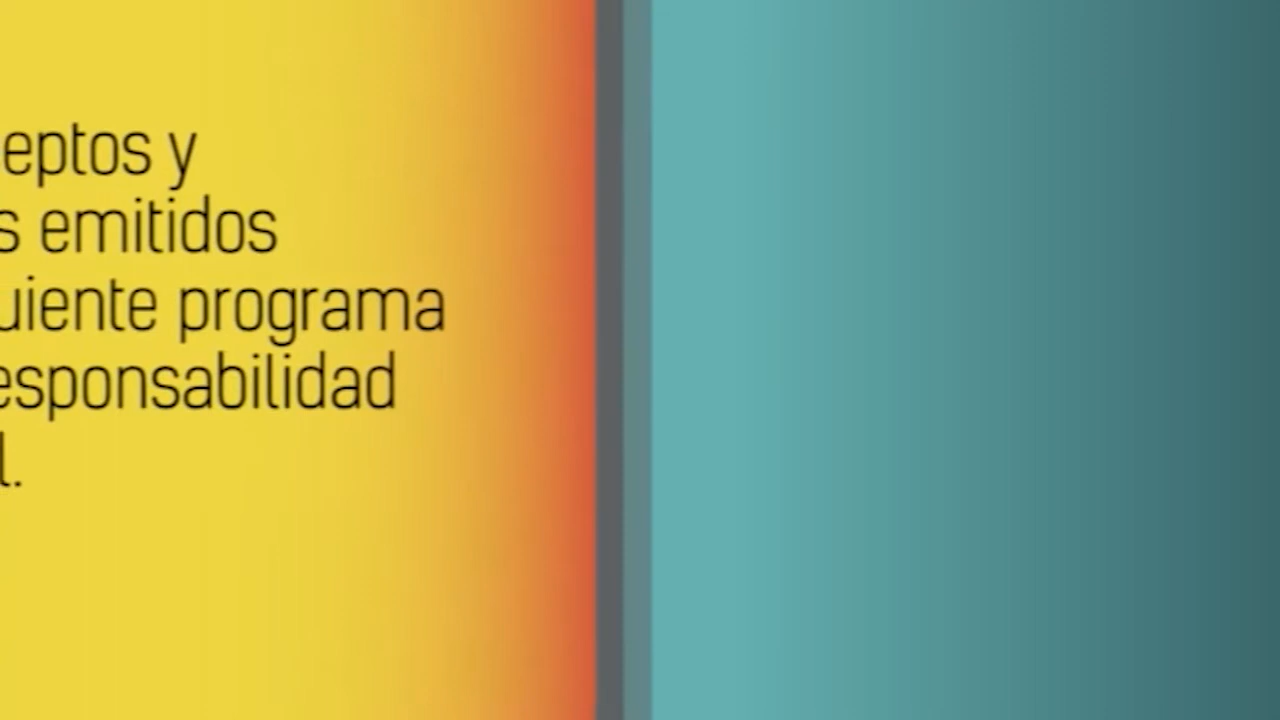 eptos y
s emitidos
uiente programa
esponsabilidad
l.